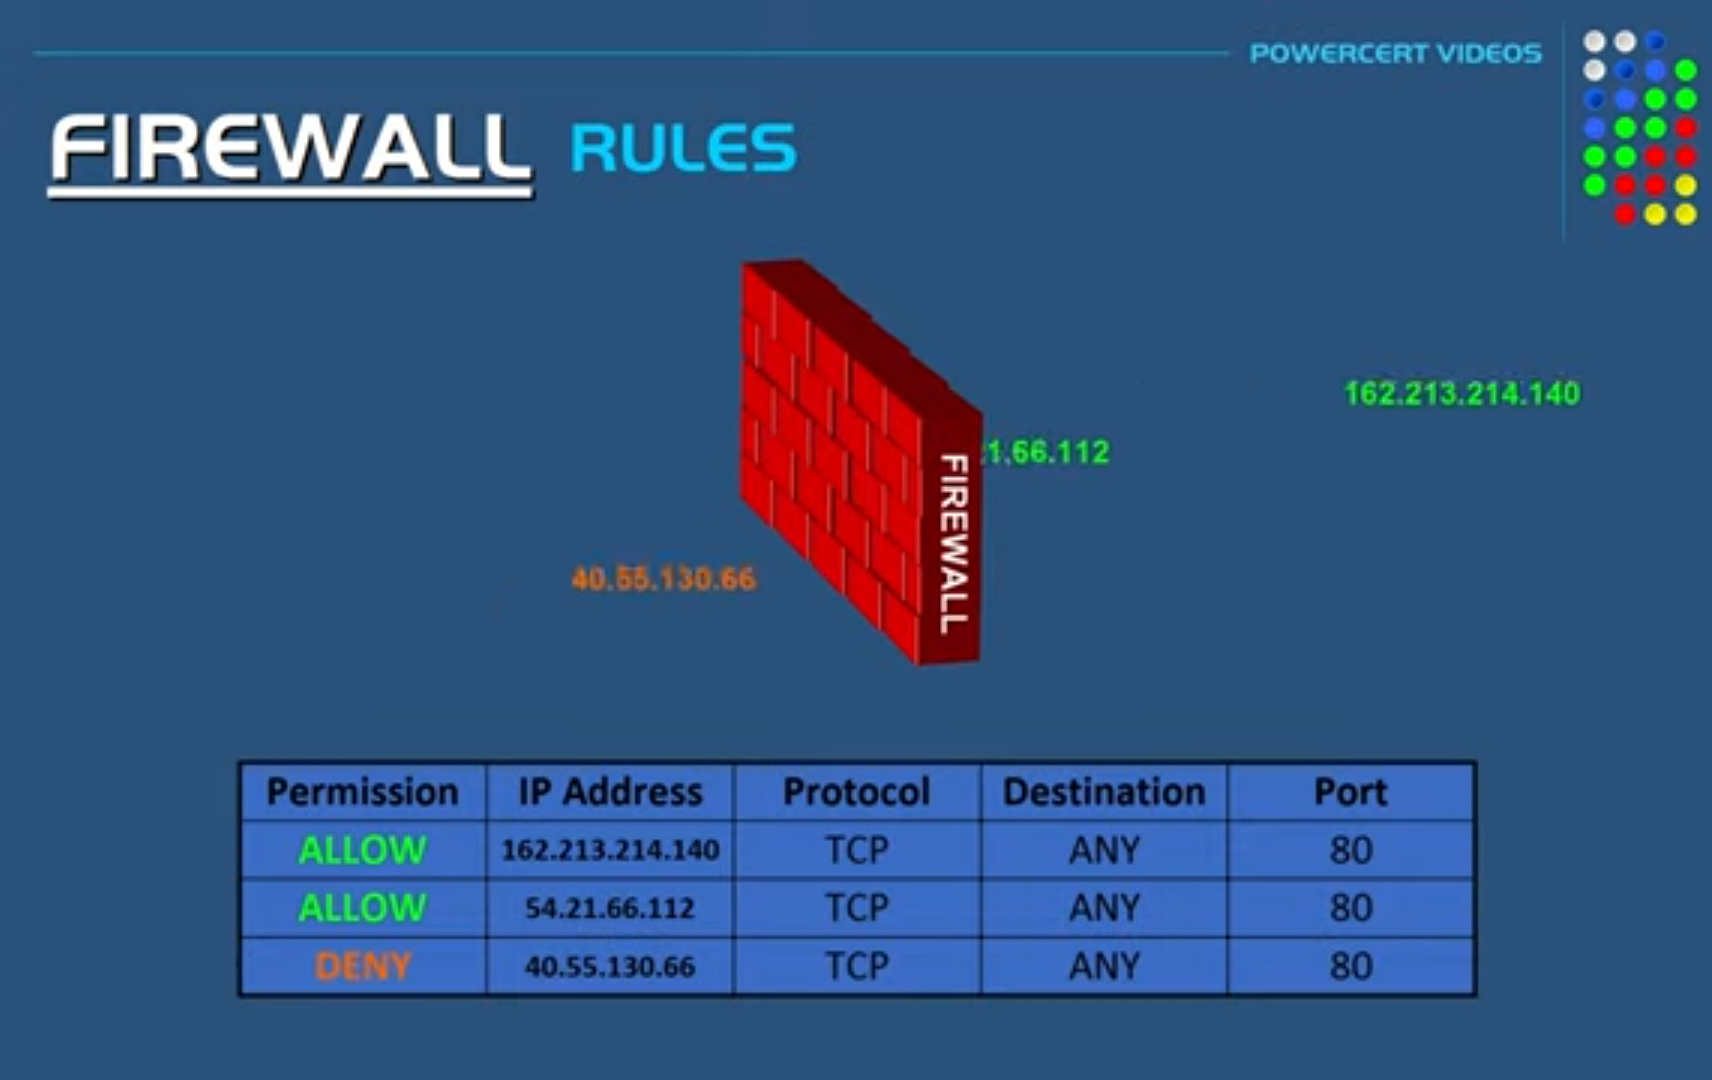 POWERCERT VIDEOS
FIREWALL RULES
162.213.214.140
1.66.112
FIREWALL
40.55.130.66
Permission IP Address Protocol Destination Port
ALLOW 162.213.214.140 TCP ANY 80
ALLOW 54.21.66.112 TCP ANY 80
DENY 40.55.130.66 TCP ANY 80